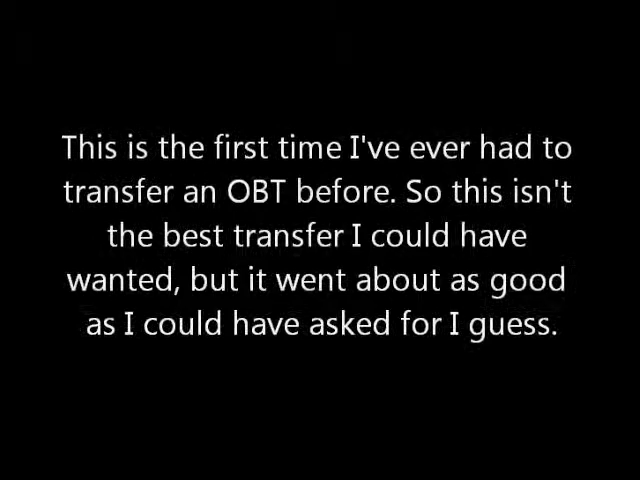 This is the first time I've ever had to
transfer an OBT before. So this isn't
the best transfer I could have
wanted, but it went about as good
as I could have asked for I guess.